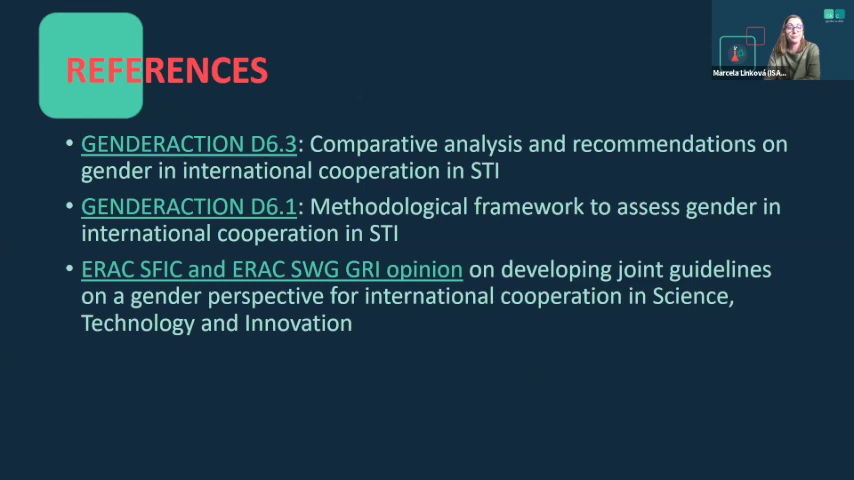 REFERENCES
Marcela Linková (ISA...
• GENDERACTION D6.3: Comparative analysis and recommendations on
gender in international cooperation in STI
• GENDERACTION D6.1: Methodological framework to assess gender in
international cooperation in STI
• ERAC SFIC and ERAC SWG GRI opinion on developing joint guidelines
on a gender perspective for international cooperation in Science,
Technology and Innovation